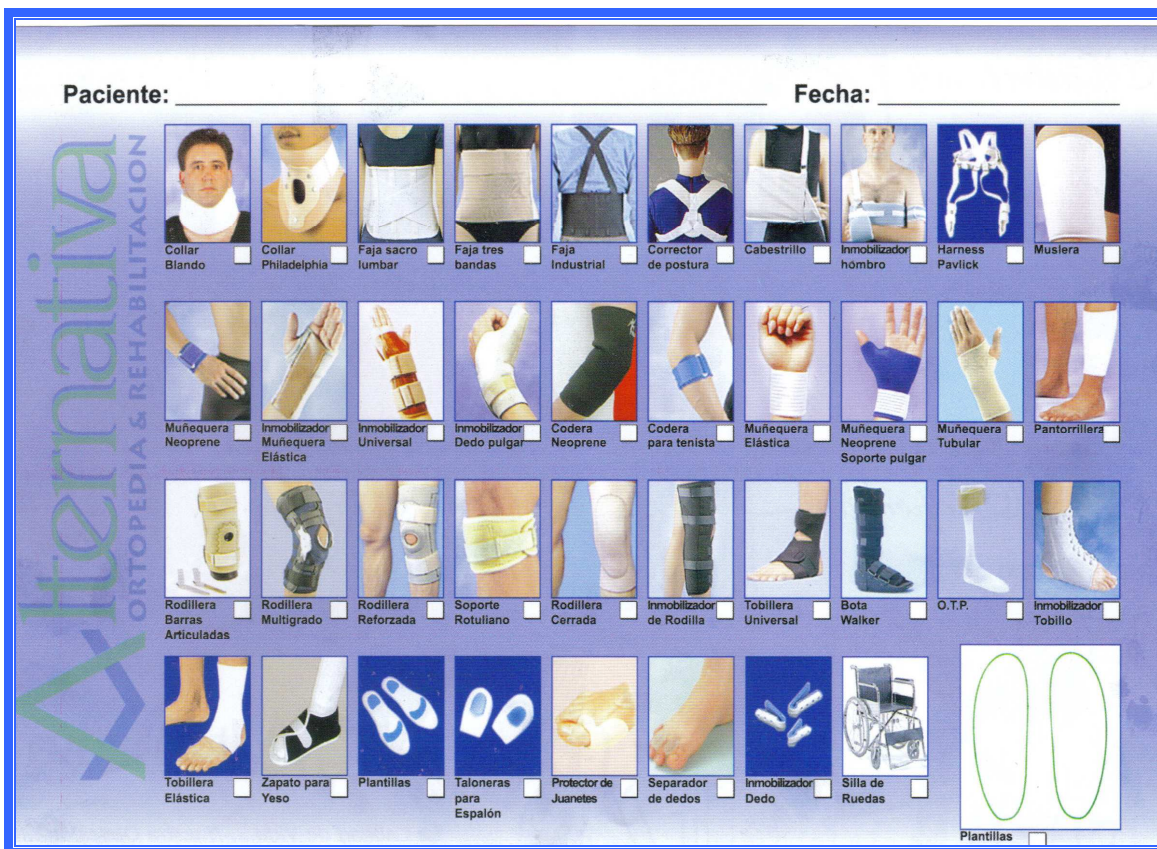 Paciente: Fecha:
Alternativa
ORTOPEDIA & REHABILITACION
Collar
Blando
Collar
Philadelphia
Faja sacro
lumbar
Faja tres
bandas
Faja
Industrial
Corrector
de postura
Cabestrillo
Inmobilizador
hómbro
Harness
Pavlick
Muslera
Muñequera
Neoprene
Inmobilizador
Muñequera
Elástica
Inmobilizador
Universal
Inmobilizador
Dedo pulgar
Codera
Neoprene
Codera
para tenista
Muñequera
Elástica
Muñequera
Neoprene
Soporte pulgar
Muñequera
Tubular
Pantorrillera
Rodillera
Barras
Articuladas
Rodillera
Multigrado
Rodillera
Reforzada
Soporte
Rotuliano
Rodillera
Cerrada
Inmobilizador
de Rodilla
Tobillera
Universal
Bota
Walker
O.T.P.
Inmobilizador
Tobillo
Tobillera
Elástica
Zapato para
Yeso
Plantillas
Taloneras
para
Espalón
Protector de
Juanetes
Separador
de dedos
Inmobilizador
Dedo
Silla de
Ruedas
Plantillas